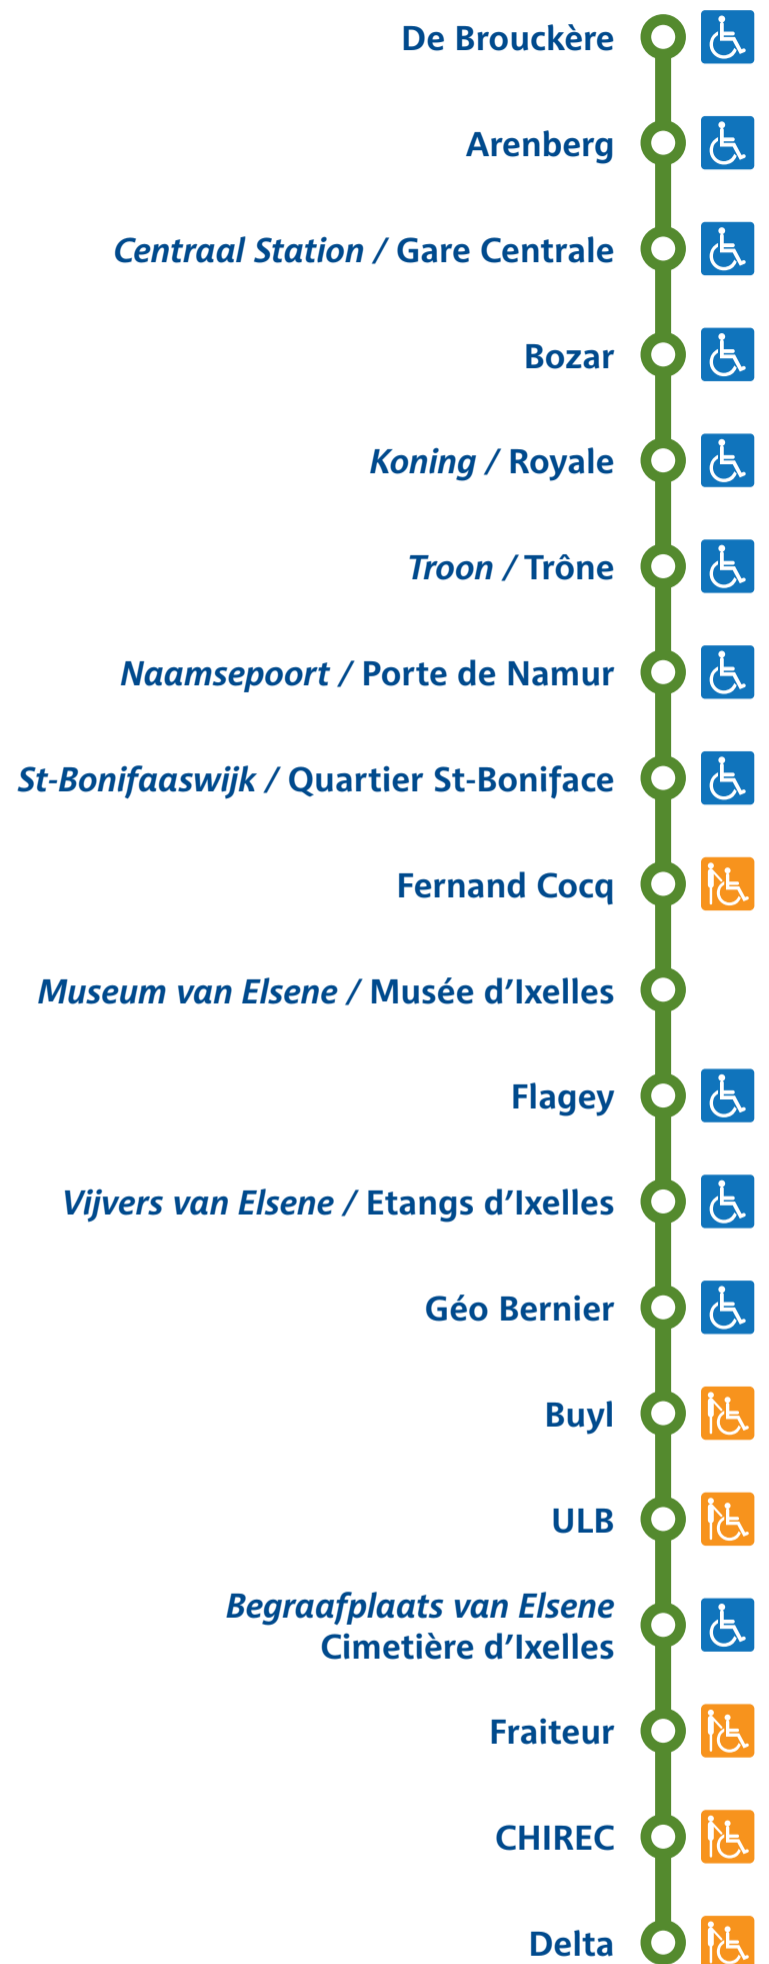 De Brouckère
Arenberg
Centraal Station / Gare Centrale
Bozar
Koning / Royale
Troon / Trône
Naamsepoort / Porte de Namur
St-Bonifaaswijk / Quartier St-Boniface
Fernand Cocq
Museum van Elsene / Musée d’Ixelles
Flagey
Vijvers van Elsene / Etangs d’Ixelles
Géo Bernier
Buyl
ULB
Begraafplaats van Elsene
Cimetière d’Ixelles
Fraiteur
CHIREC
Delta